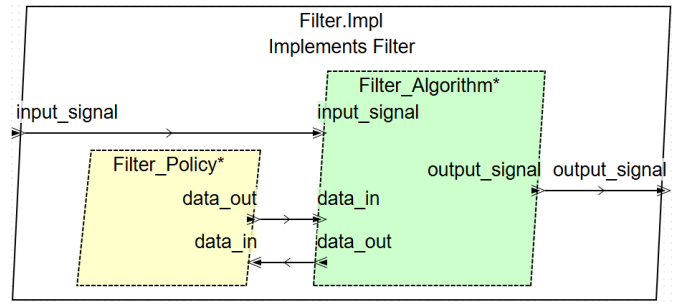 Filter.Impl
Implements Filter
Filter_Algorithm*
input_signal
input_signal
Filter_Policy*
output_signal
output_signal
data_out
data_in
data_in
data_out